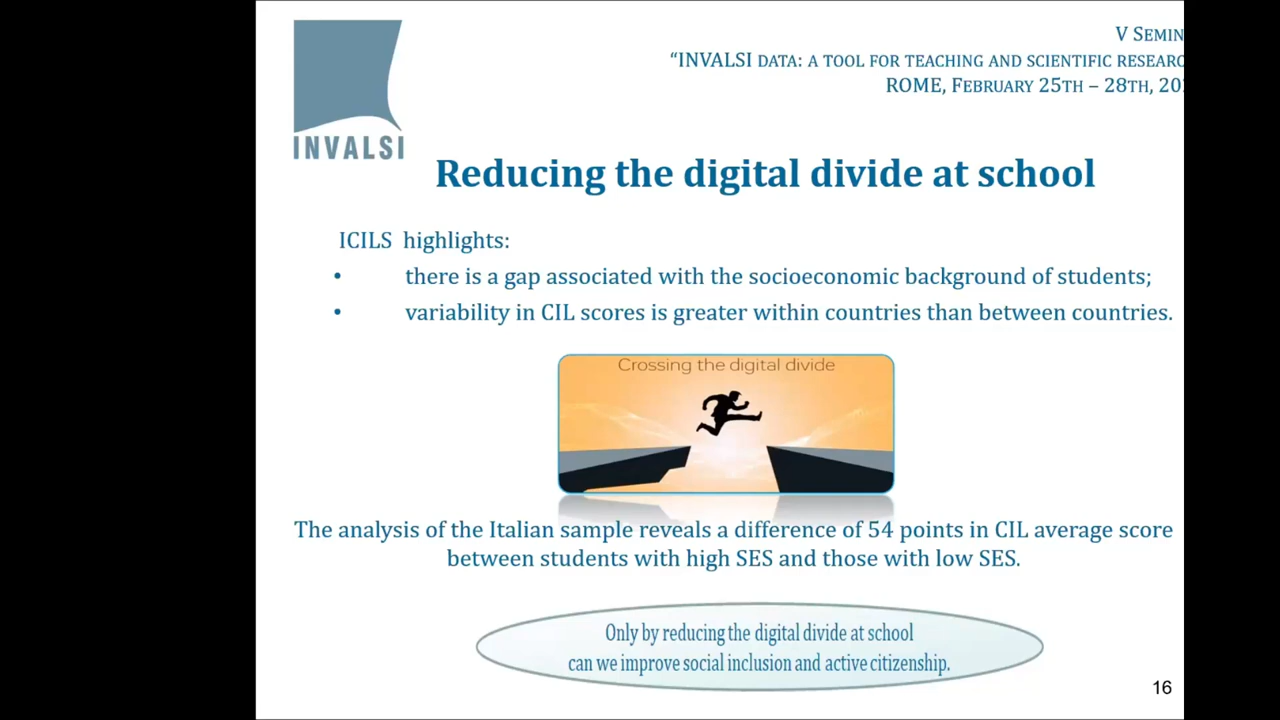 V SEMIN
"INVALSI DATA: A TOOL FOR TEACHING AND SCIENTIFIC RESEARC
ROME, FEBRUARY 25TH – 28TH, 20
INVALSI
Reducing the digital divide at school
ICILS highlights:
• there is a gap associated with the socioeconomic background of students;
• variability in CIL scores is greater within countries than between countries.
Crossing the digital divide
The analysis of the Italian sample reveals a difference of 54 points in CIL average score
between students with high SES and those with low SES.
Only by reducing the digital divide at school
can we improve social inclusion and active citizenship.
16